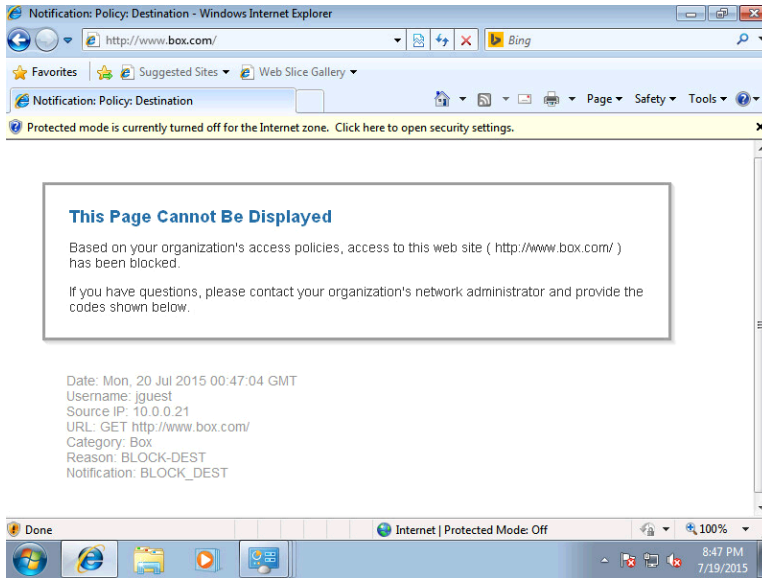 Notification: Policy: Destination - Windows Internet Explorer
http://www.box.com/
Bing
Favorites Suggested Sites Web Slice Gallery
Notification: Policy: Destination Page Safety Tools
Protected mode is currently turned off for the Internet zone. Click here to open security settings.
This Page Cannot Be Displayed
Based on your organization's access policies, access to this web site ( http://www.box.com/ )
has been blocked.
If you have questions, please contact your organization's network administrator and provide the
codes shown below.
Date: Mon, 20 Jul 2015 00:47:04 GMT
Username: jguest
Source IP: 10.0.0.21
URL: GET http://www.box.com/
Category: Box
Reason: BLOCK-DEST
Notification: BLOCK_DEST
Done Internet | Protected Mode: Off 100%
8:47 PM
7/19/2015